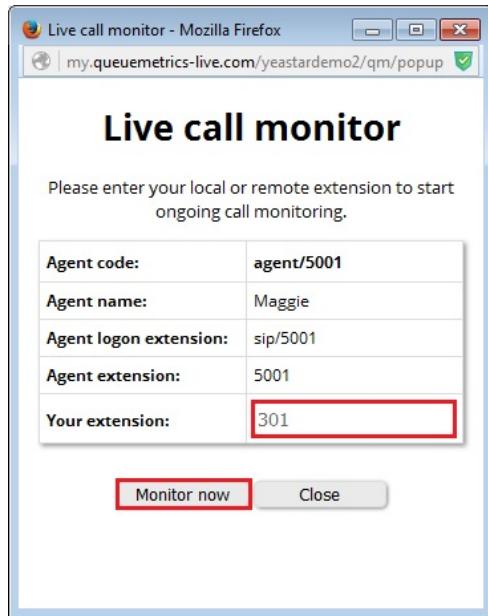 Live call monitor - Mozilla Firefox
my.queuemetrics-live.com/yeastardemo2/qm/popup
Live call monitor
Please enter your local or remote extension to start
ongoing call monitoring.
Agent code: agent/5001
Agent name: Maggie
Agent logon extension: sip/5001
Agent extension: 5001
Your extension: 301
Monitor now Close